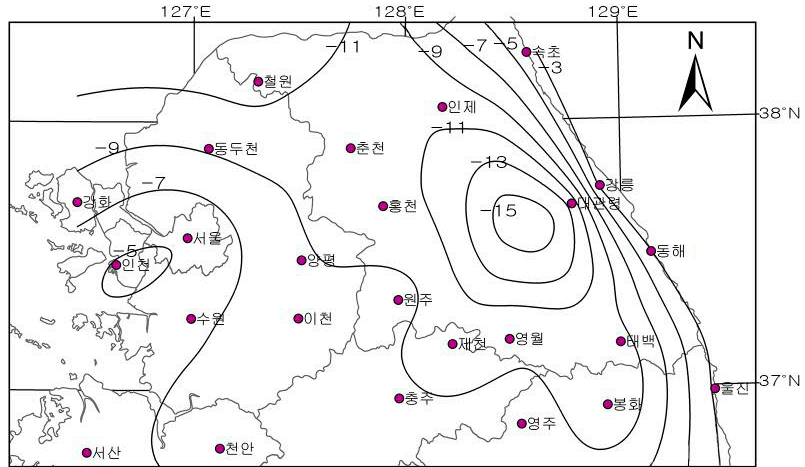 127°E 128°E 129°E
-11 -9 -7 -5 속초
N
-3
철원
인제
38°N
-11
-9 동두천 춘천
-13
-7
강릉
강화 홍천 대관령
-15
서울
-5 동해
인천 양평
원주
수원 이천
제천 영월 태백
37°N
울진
충주 봉화
영주
서산 천안